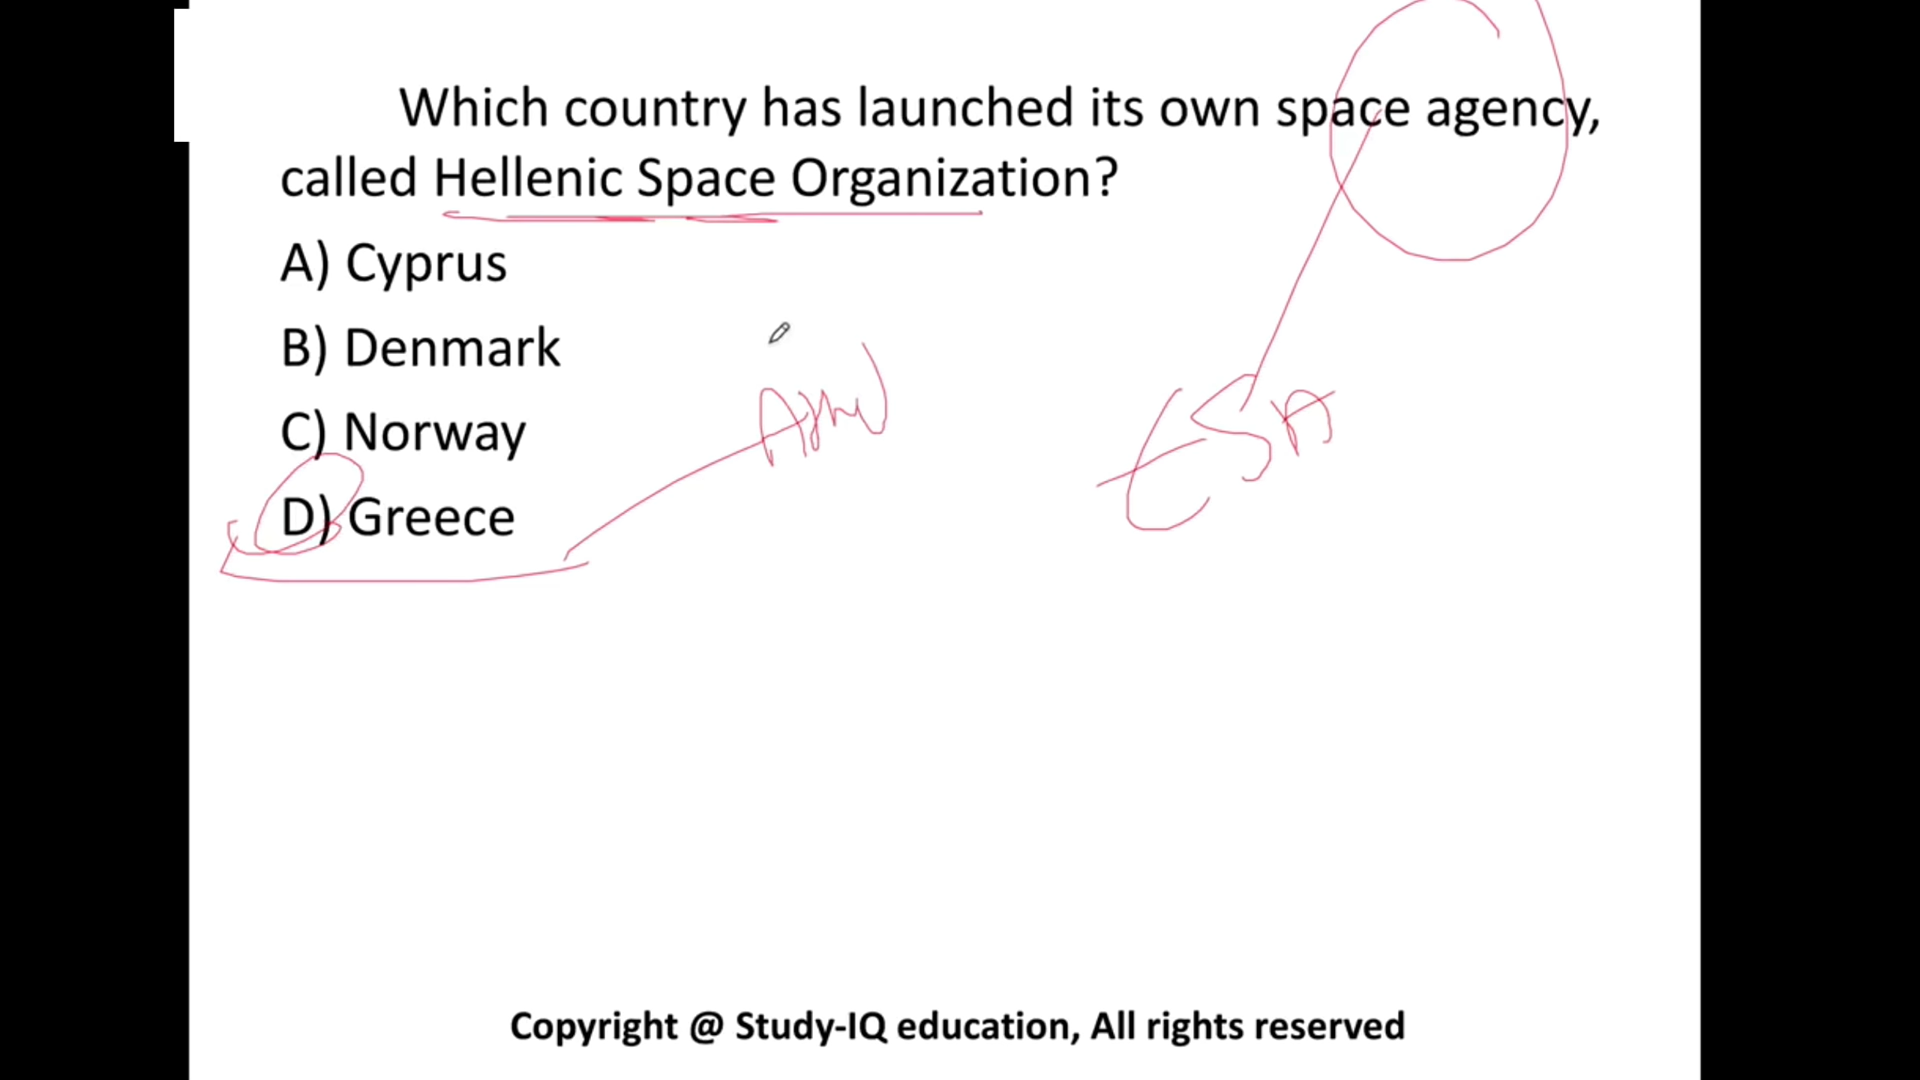 Which country has launched its own space agency,
called Hellenic Space Organization?
A) Cyprus
B) Denmark
C) Norway
D) Greece
ESA
Copyright @ Study-IQ education, All rights reserved